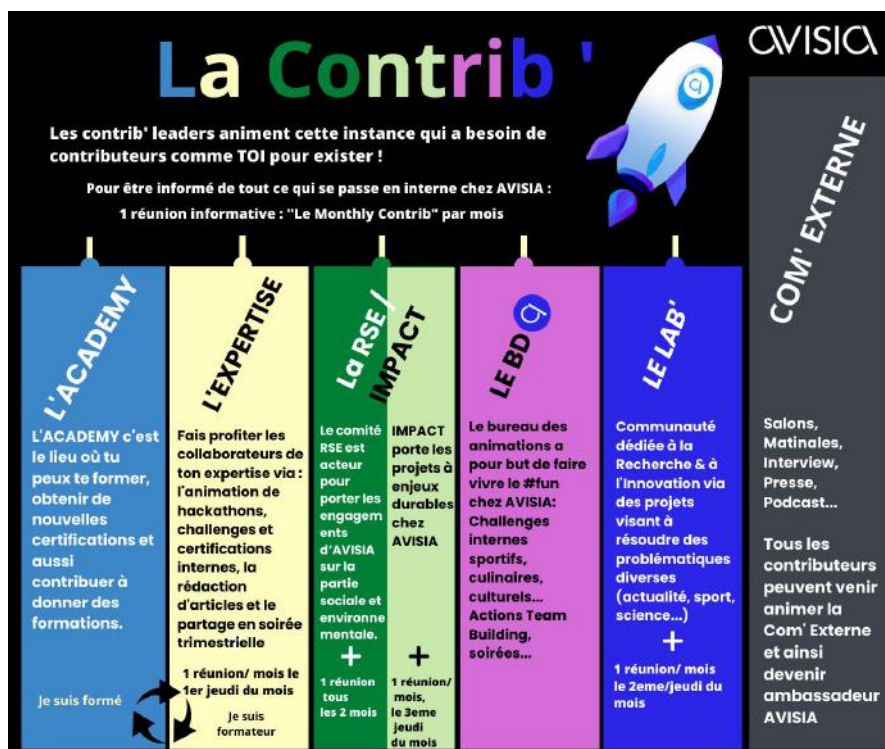 La Contrib '
AVISIA
Les contrib' leaders animent cette instance qui a besoin de
contributeurs comme TOI pour exister !
Pour être informé de tout ce qui se passe en interne chez AVISIA :
1 réunion informative : "Le Monthly Contrib" par mois
L'ACADEMY
L'ACADEMY c'est
le lieu où tu
peux te former,
obtenir de
nouvelles
certifications et
aussi
contribuer à
donner des
formations.
Je suis formé
L'EXPERTISE
Fais profiter les
collaborateurs de
ton expertise via :
l'animation de
hackathons,
challenges et
certifications
internes, la
rédaction
d'articles et le
partage en soirée
trimestrielle
1 réunion/ mois le
1er jeudi du mois
Je suis
formateur
La RSE /
IMPACT
Le comité
RSE est
acteur
pour
porter les
engagem
ents
d'AVISIA
sur la
partie
sociale et
environne
mentale.
+
1 réunion
tous
les 2 mois
IMPACT
porte les
projets à
enjeux
durables
chez
AVISIA
+
1 réunion/
mois,
le 3eme
jeudi
du mois
LE BD a
Le bureau des
animations a
pour but de faire
vivre le #fun
chez AVISIA:
Challenges
internes
sportifs,
culinaires,
culturels...
Actions Team
Building,
soirées...
LE LAB'
Communauté
dédiée à la
Recherche & à
l'Innovation via
des projets
visant à
résoudre des
problématiques
diverses
(actualité, sport,
science...)
+
1 réunion/ mois
le 2eme/jeudi du
mois
COM' EXTERNE
Salons,
Matinales,
Interview,
Presse,
Podcast...
Tous les
contributeurs
peuvent venir
animer la
Com' Externe
et ainsi
devenir
ambassadeur
AVISIA